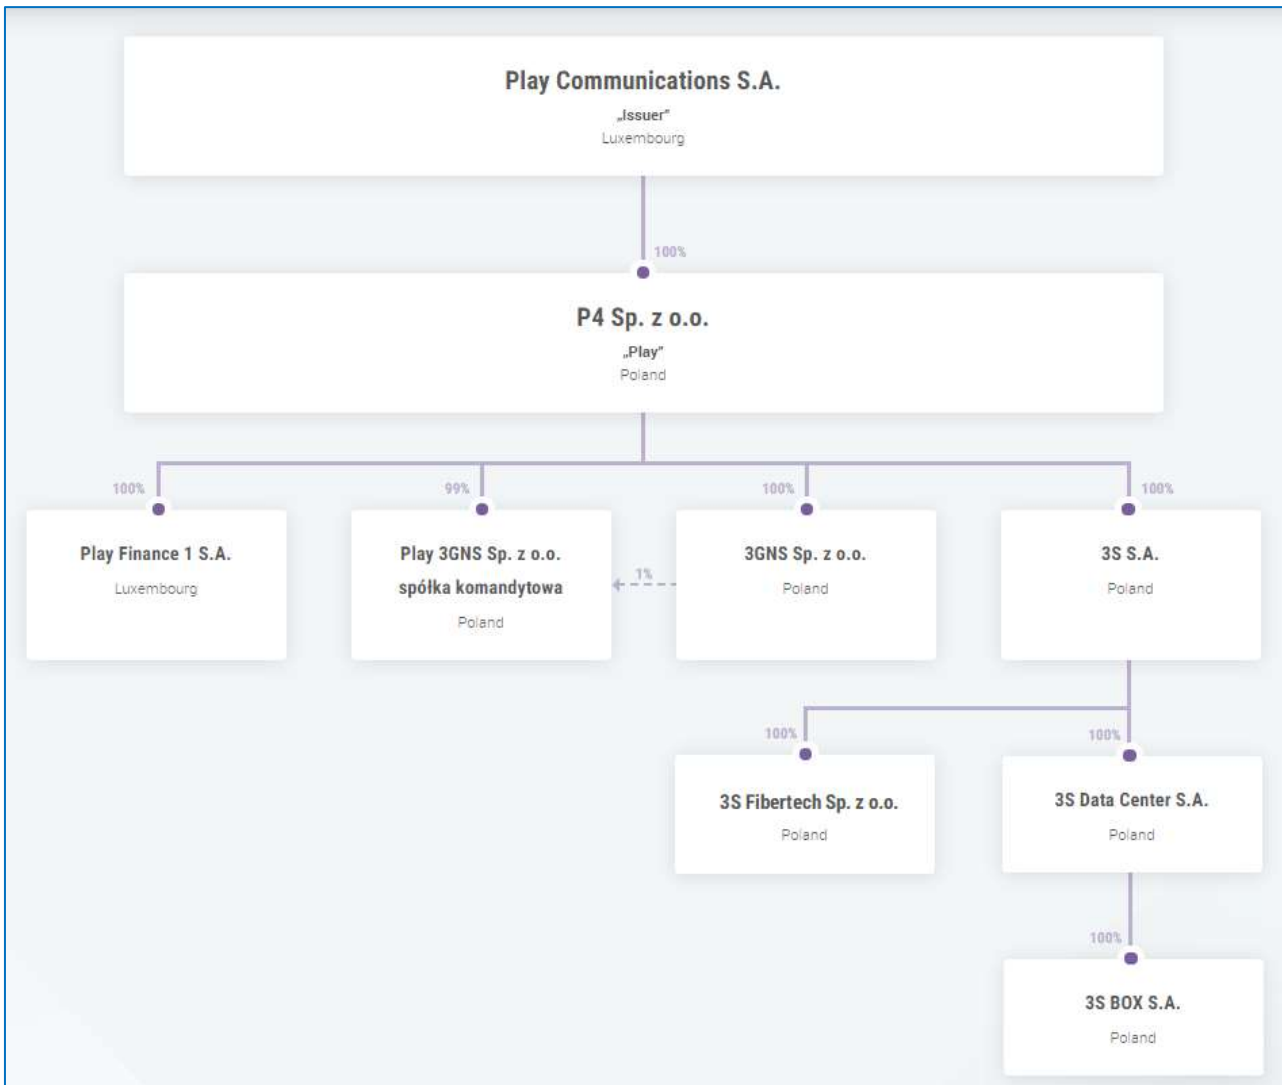 Play Communications S.A.
„Issuer”
Luxembourg
100%
P4 Sp. z o.o.
„Play”
Poland
100%
99%
100%
100%
Play Finance 1 S.A.
Luxembourg
Play 3GNS Sp. z o.o.
spółka komandytowa
Poland
1%
3GNS Sp. z o.o.
Poland
3S S.A.
Poland
100%
100%
3S Fibertech Sp. z o.o.
Poland
3S Data Center S.A.
Poland
100%
3S BOX S.A.
Poland